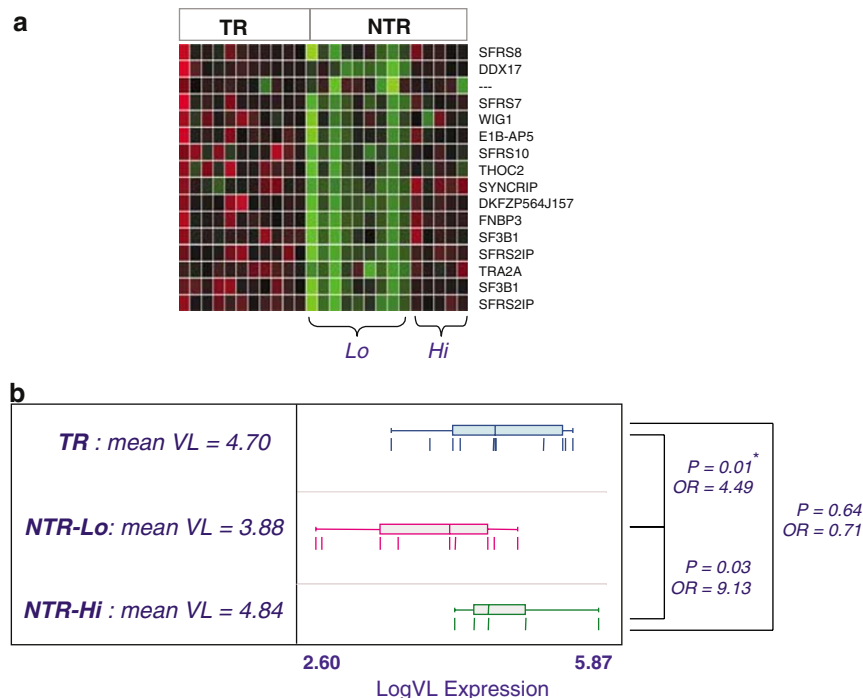 a
TR NTR
SFRS8
DDX17
---
SFRS7
WIG1
E1B-AP5
SFRS10
THOC2
SYNCRIP
DKFZP564J157
FNBP3
SF3B1
SFRS2IP
TRA2A
SF3B1
SFRS2IP
Lo Hi
b
TR : mean VL = 4.70
NTR-Lo: mean VL = 3.88
NTR-Hi : mean VL = 4.84
P = 0.01*
OR = 4.49
P = 0.64
OR = 0.71
P = 0.03
OR = 9.13
2.60 5.87
LogVL Expression